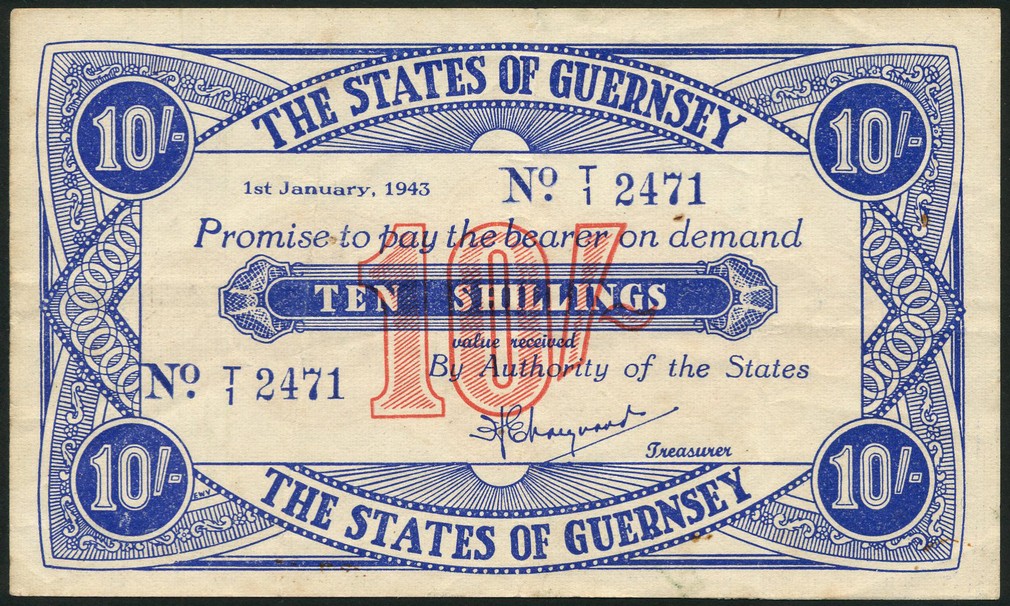 THE STATES OF GUERNSEY
10/- 10/-
1st January, 1943 No. T/1 2471
Promise to pay the bearer on demand
10/-
TEN SHILLINGS
value received
By Authority of the States
No. T/1 2471
Treasurer
10/- 10/-
EWV
THE STATES OF GUERNSEY